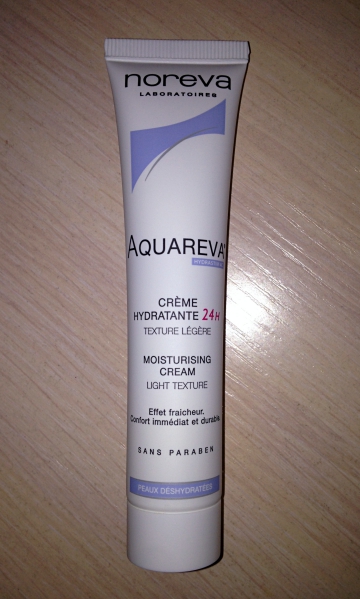 noreva
LABORATOIRES
AQUAREVA
CRÈME
HYDRATANTE 24H
TEXTURE LÉGÈRE
MOISTURISING
CREAM
LIGHT TEXTURE
Effet fraicheur.
Confort immédiat et durable.
SANS PARABEN
PEAUX DÉSHYDRATÉES